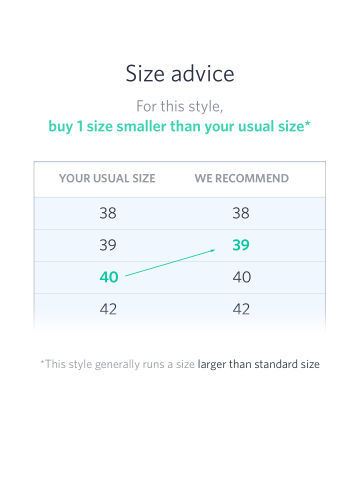 Size advice
For this style,
buy 1 size smaller than your usual size*
YOUR USUAL SIZE WE RECOMMEND
38 38
39 39
40 40
42 42
*This style generally runs a size larger than standard size